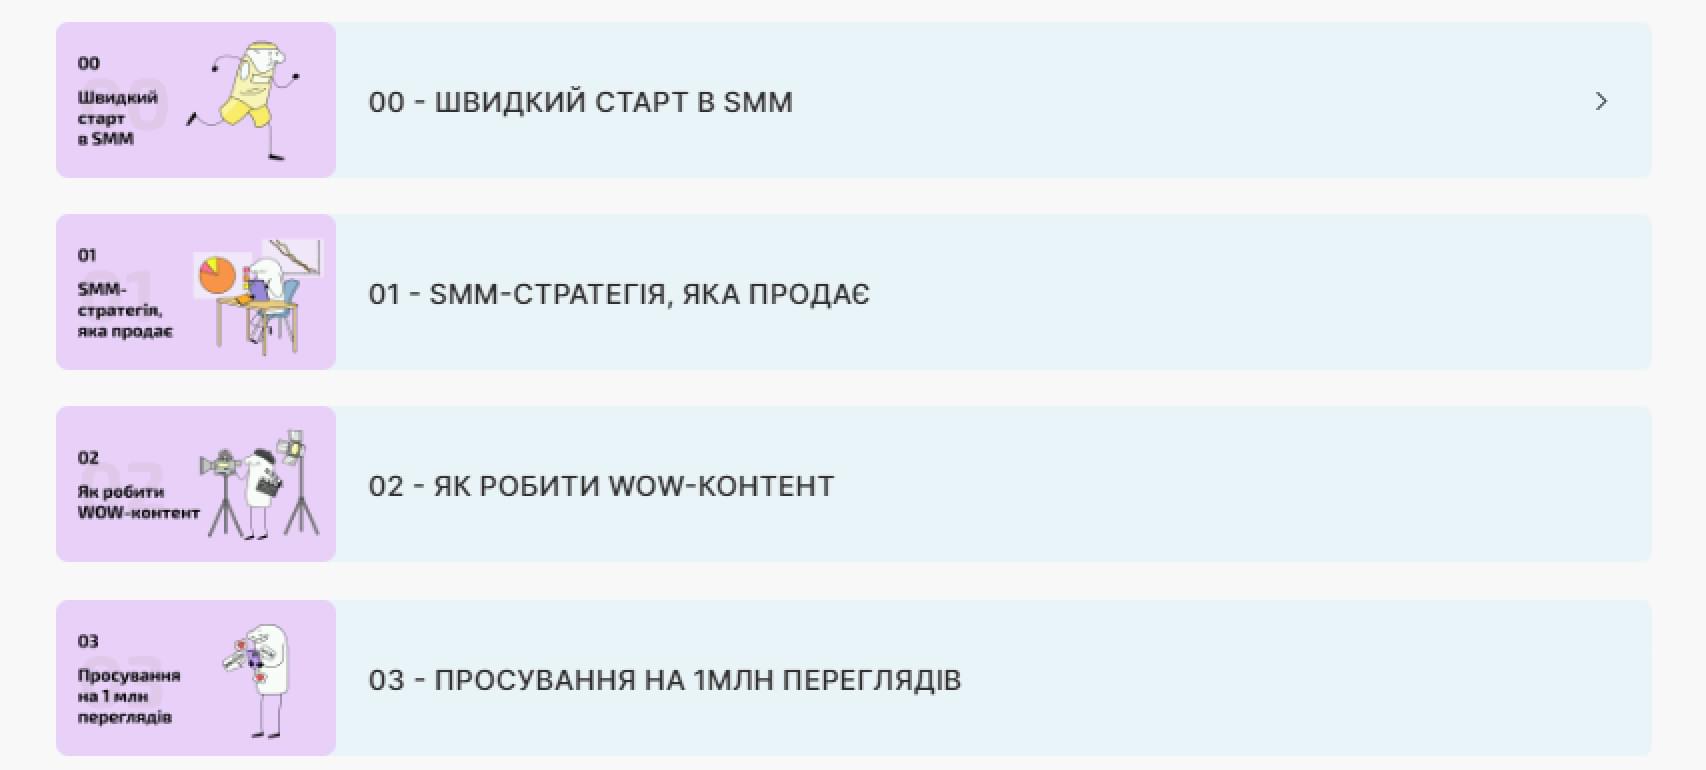 00
Швидкий
старт
в SMM
00 - ШВИДКИЙ СТАРТ В SMM
01
SMM-
стратегія,
яка продає
01 - SMM-СТРАТЕГІЯ, ЯКА ПРОДАЄ
02
Як робити
WOW-контент
02 - ЯК РОБИТИ WOW-КОНТЕНТ
03
Просування
на 1 млн
переглядів
03 - ПРОСУВАННЯ НА 1МЛН ПЕРЕГЛЯДІВ